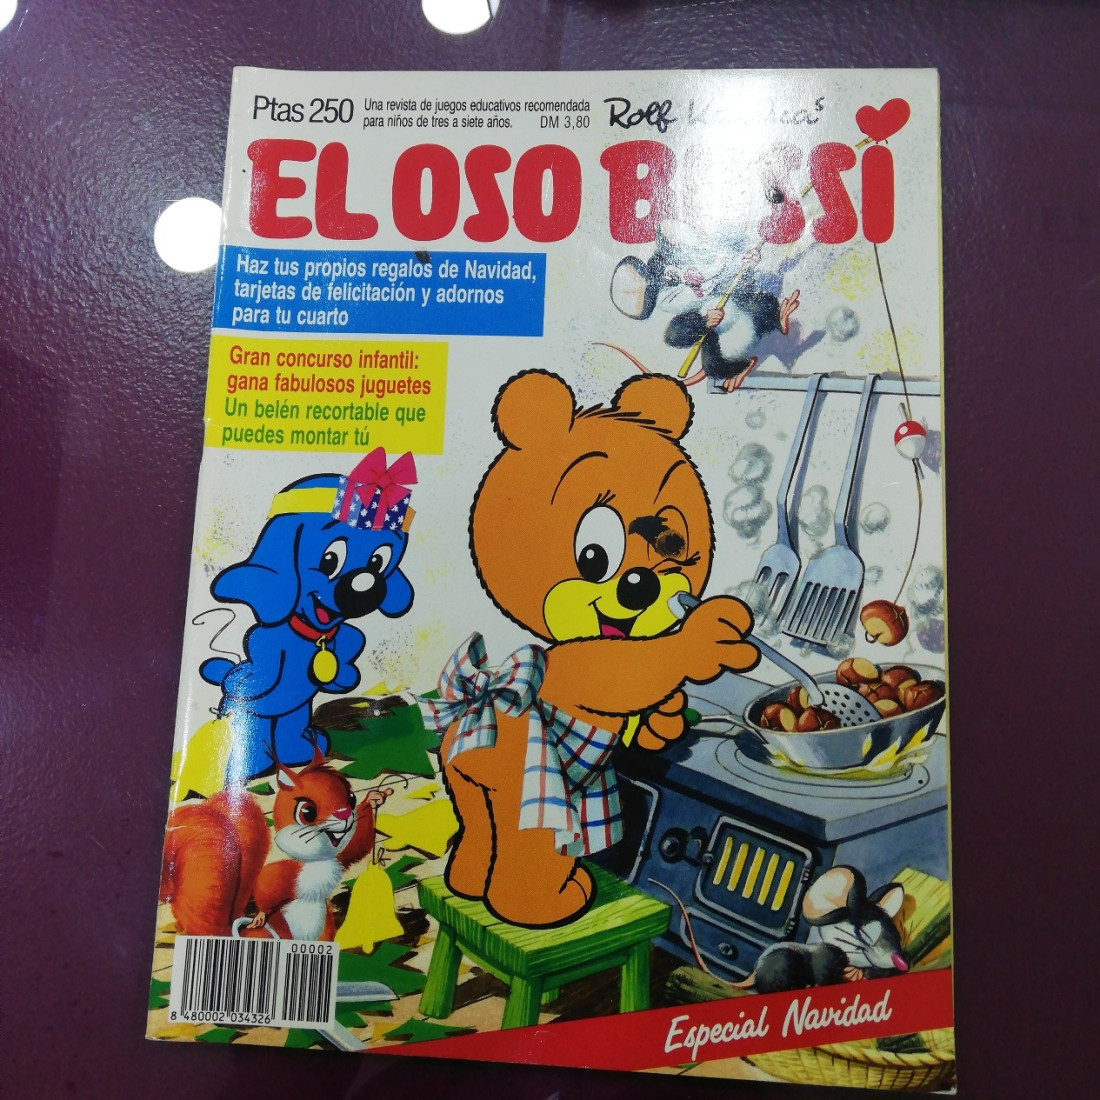 Ptas 250
Una revista de juegos educativos recomendada
para niños de tres a siete años.
DM 3,80
Rolf
EL OSO BUSSI
Haz tus propios regalos de Navidad,
tarjetas de felicitación y adornos
para tu cuarto
Gran concurso infantil:
gana fabulosos juguetes
Un belén recortable que
puedes montar tú
00002
8 480002 034326
Especial Navidad